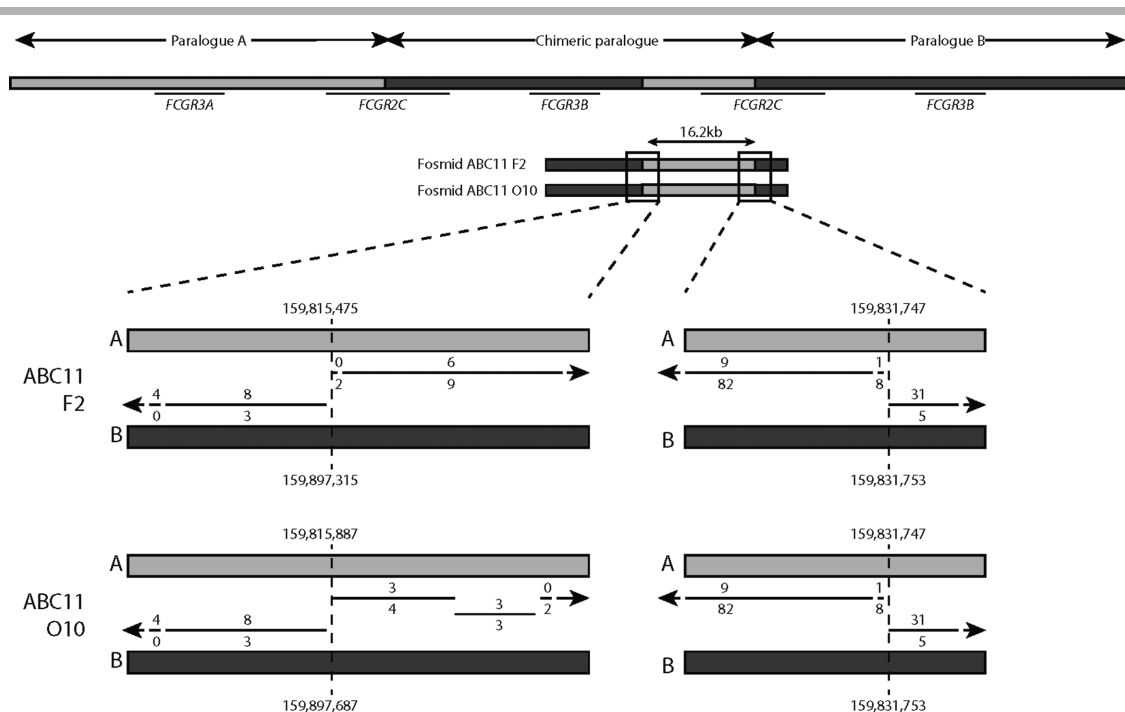 Paralogue A Chimeric paralogue Paralogue B
FCGR3A FCGR2C FCGR3B FCGR2C FCGR3B
16.2kb
Fosmid ABC11 F2
Fosmid ABC11 O10
159,815,475 159,831,747
A A
0 6 9 1
ABC11 2 9 82 8
F2 4 8 31
0 3 5
B B
159,897,315 159,831,753
159,815,887 159,831,747
A A
3 0 9 1
ABC11 4 3 2 82 8
O10 4 8 3 31
0 3 5
B B
159,897,687 159,831,753